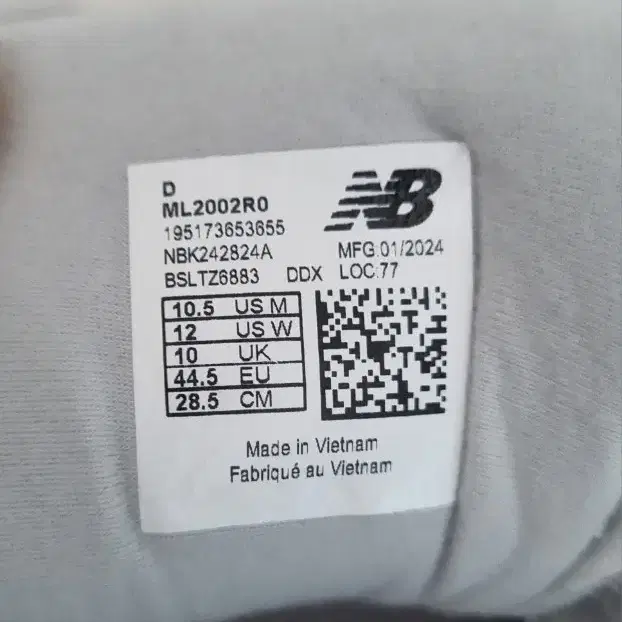 D
ML2002R0
195173653655
NBK242824A
BSLTZ6883 DDX
NB
MFG.01/2024
LOC:77
10.5 US M
12 US W
10 UK
44.5 EU
28.5 CM
Made in Vietnam
Fabriqué au Vietnam